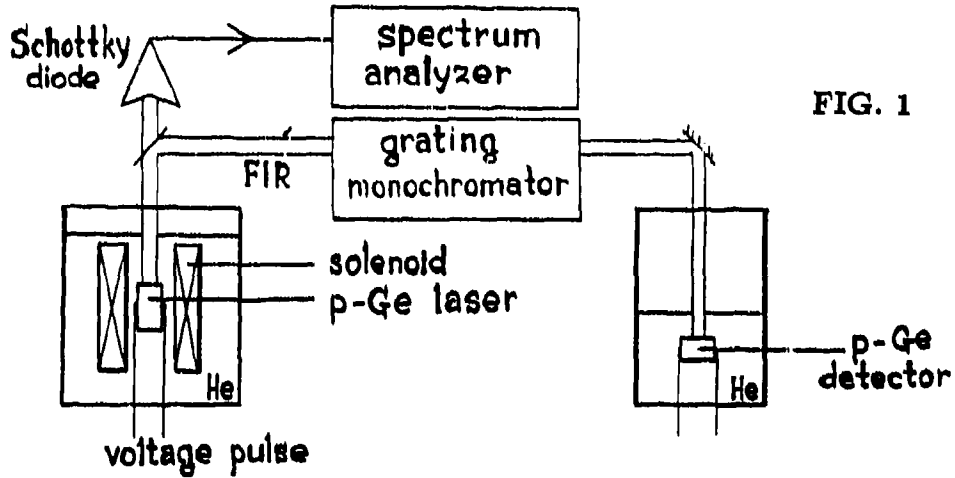 Schottky
diode
spectrum
analyzer
FIG. 1
grating
monochromator
FIR
solenoid
p-Ge laser
He
p-Ge
detector
He
voltage pulse